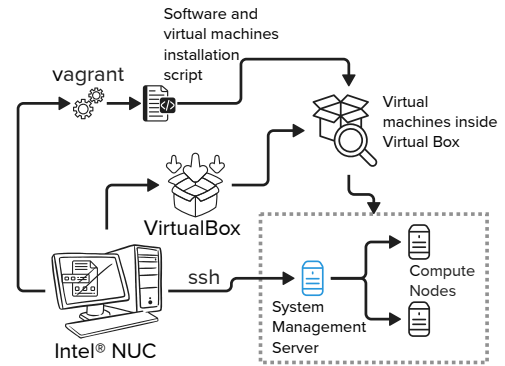 Software and
virtual machines
installation
script
vagrant
Virtual
machines inside
Virtual Box
VirtualBox
ssh
Compute
Nodes
System
Management
Server
Intel® NUC